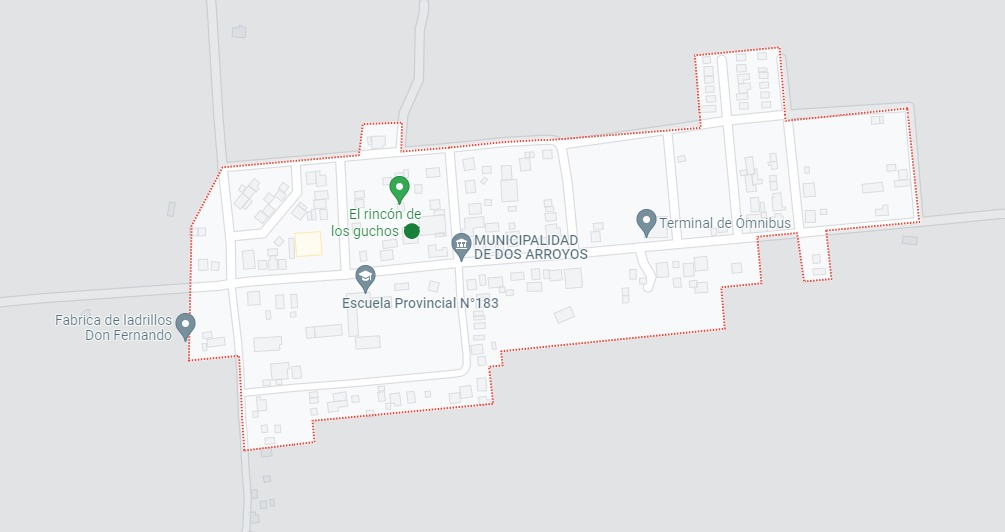 El rincón de
los guchos
Terminal de Ómnibus
MUNICIPALIDAD
DE DOS ARROYOS
Escuela Provincial N°183
Fabrica de ladrillos
Don Fernando